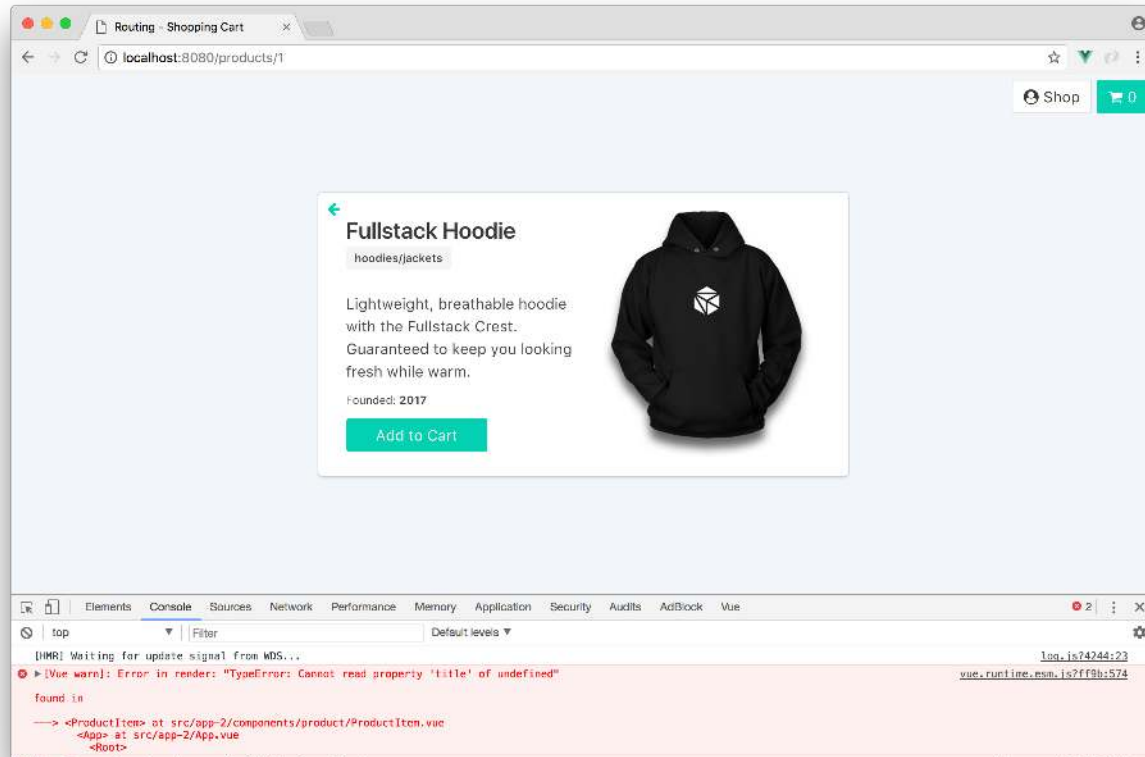 Routing - Shopping Cart
localhost:8080/products/1
Shop
0
Fullstack Hoodie
hoodies/jackets
Lightweight, breathable hoodie
with the Fullstack Crest.
Guaranteed to keep you looking
fresh while warm.
Founded: 2017
Add to Cart
Elements Console Sources Network Performance Memory Application Security Audits AdBlock Vue 2
top Filter Default levels
[HMR] Waiting for update signal from WDS... log.js?4244:23
[Vue warn]: Error in render: "TypeError: Cannot read property 'title' of undefined" vue.runtime.esm.js?ff9b:574
found in
---> <ProductItem> at src/app-2/components/product/ProductItem.vue
<App> at src/app-2/App.vue
<Root>